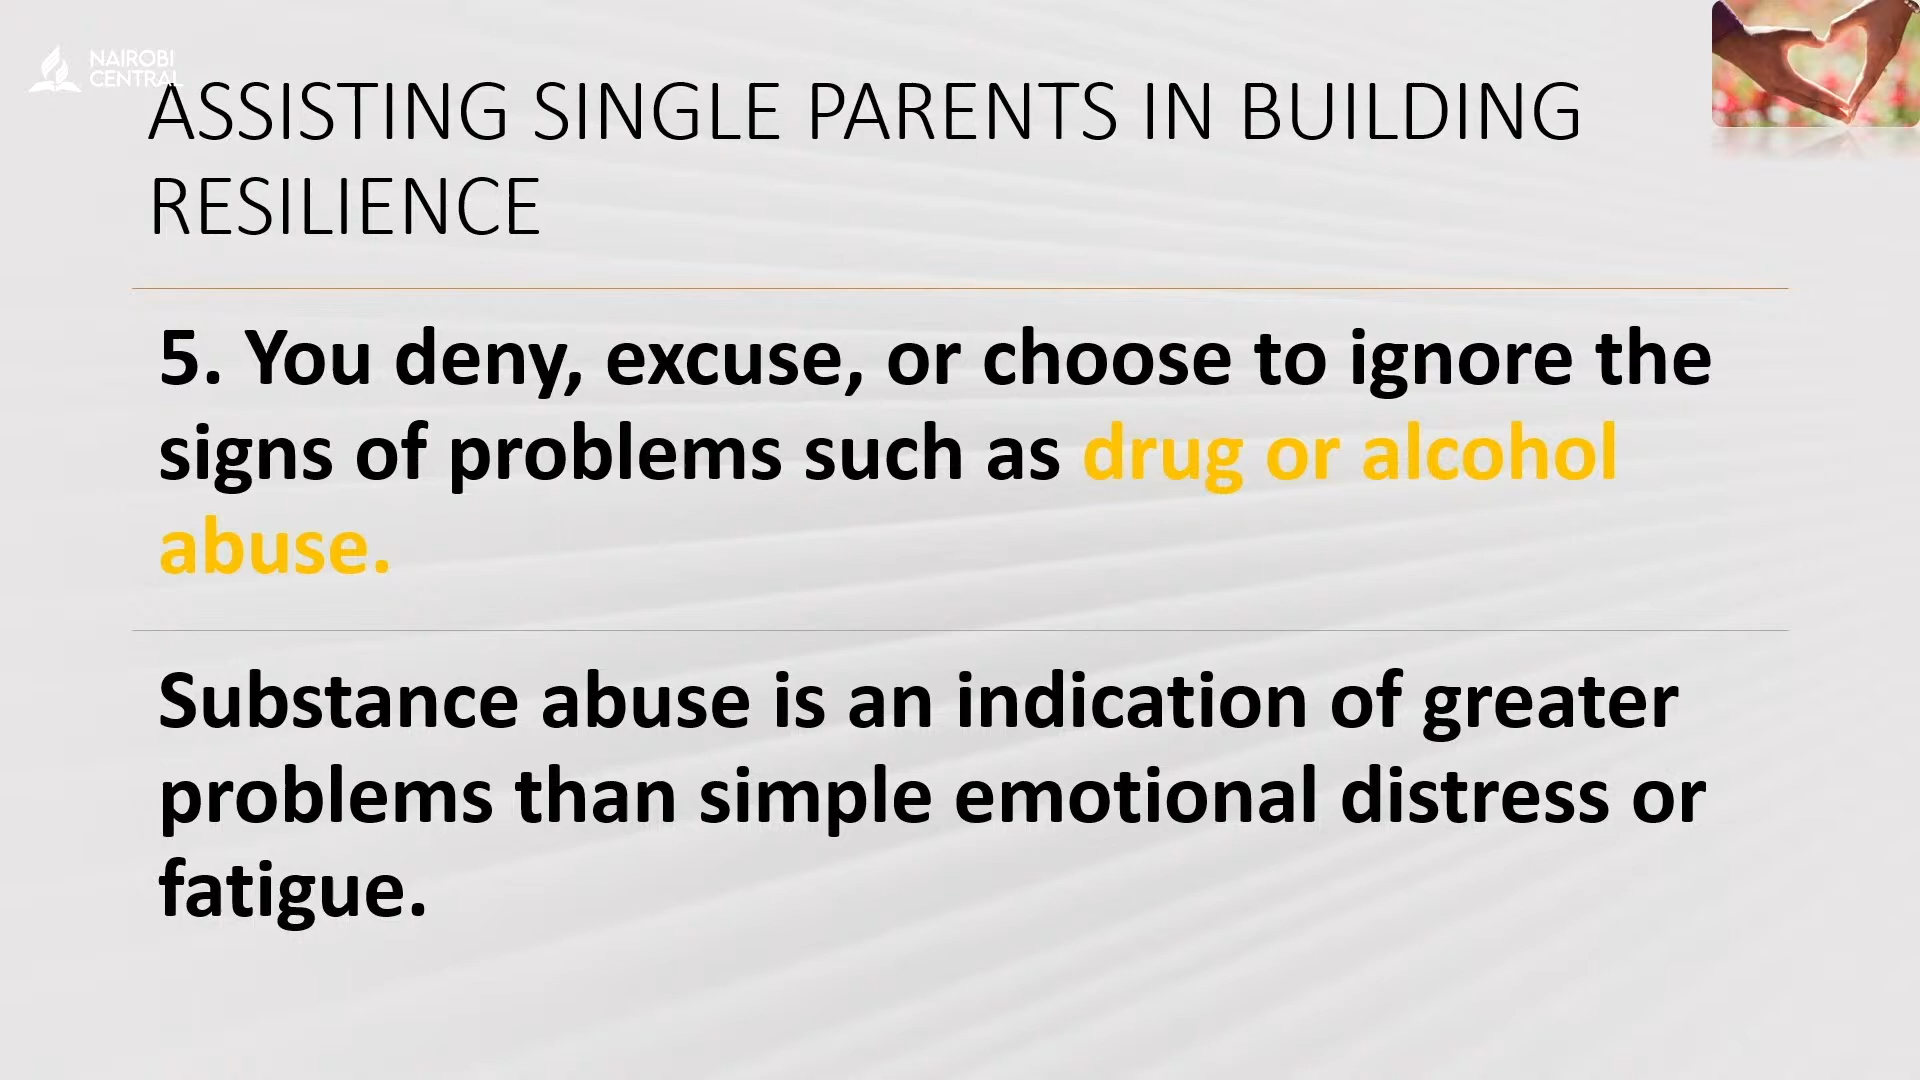 NAIROBI
CENTRAL
ASSISTING SINGLE PARENTS IN BUILDING
RESILIENCE
5. You deny, excuse, or choose to ignore the
signs of problems such as drug or alcohol
abuse.
Substance abuse is an indication of greater
problems than simple emotional distress or
fatigue.